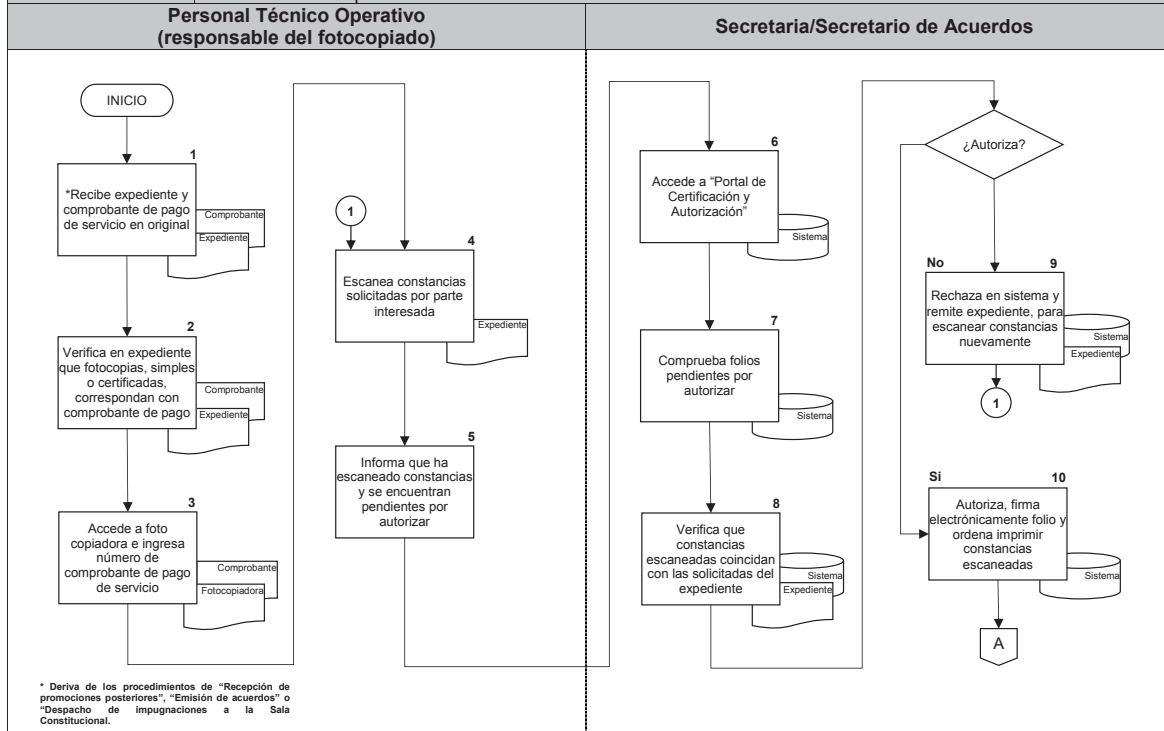 Personal Técnico Operativo
(responsable del fotocopiado)
Secretaria/Secretario de Acuerdos
INICIO
1
*Recibe expediente y
comprobante de pago
de servicio en original
Comprobante
Expediente
2
Verifica en expediente
que fotocopias, simples
o certificadas,
correspondan con
comprobante de pago
Comprobante
Expediente
3
Accede a foto
copiadora e ingresa
número de
comprobante de pago
de servicio
Comprobante
Fotocopiadora
1
4
Escanea constancias
solicitadas por parte
interesada
Expediente
5
Informa que ha
escaneado constancias
y se encuentran
pendientes por
autorizar
6
Accede a “Portal de
Certificación y
Autorización”
Sistema
7
Comprueba folios
pendientes por
autorizar
Sistema
8
Verifica que
constancias
escaneadas coincidan
con las solicitadas del
expediente
Sistema
Expediente
¿Autoriza?
No
9
Rechaza en sistema y
remite expediente, para
escanear constancias
nuevamente
Sistema
Expediente
1
Si
10
Autoriza, firma
electrónicamente folio y
ordena imprimir
constancias
escaneadas
Sistema
A
* Deriva de los procedimientos de “Recepción de
promociones posteriores”, “Emisión de acuerdos” o
“Despacho de impugnaciones a la Sala
Constitucional.